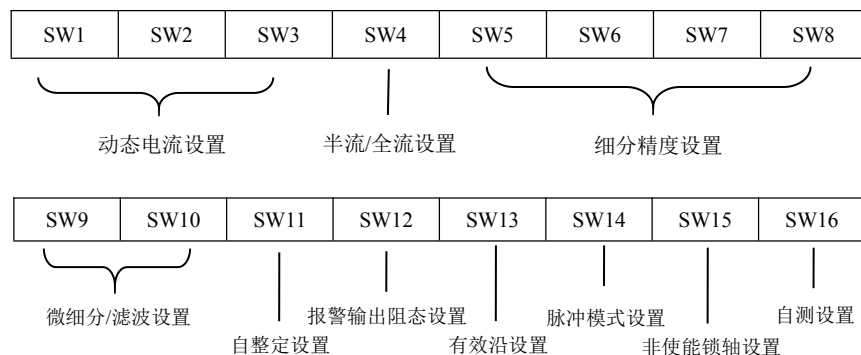 SW1 SW2 SW3 SW4 SW5 SW6 SW7 SW8
动态电流设置 半流/全流设置 细分精度设置
SW9 SW10 SW11 SW12 SW13 SW14 SW15 SW16
微细分/滤波设置 报警输出阻态设置 脉冲模式设置 自测设置
自整定设置 有效沿设置 非使能锁轴设置